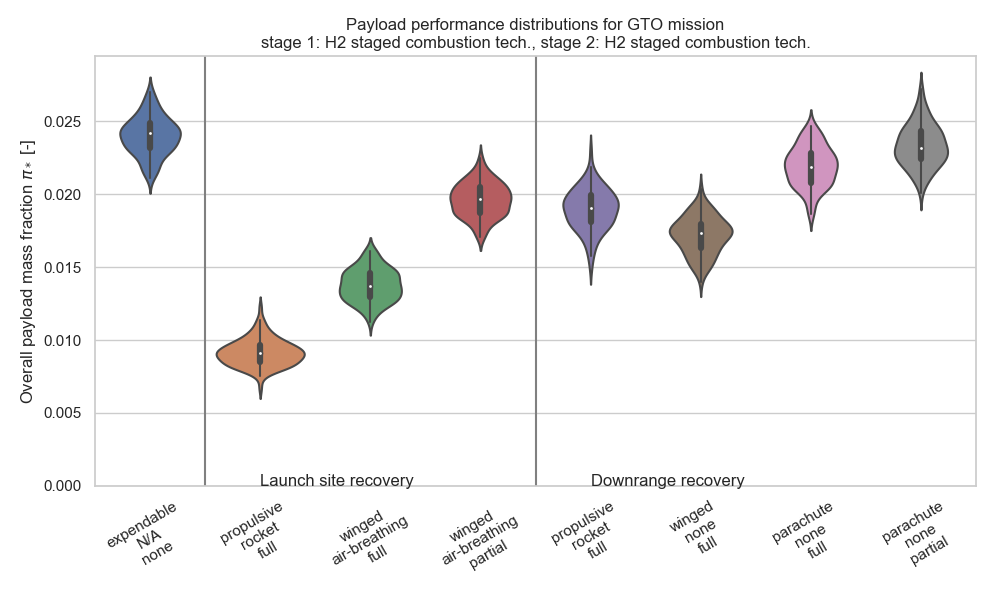 Payload performance distributions for GTO mission
stage 1: H2 staged combustion tech., stage 2: H2 staged combustion tech.
Overall payload mass fraction π* [-]
0.025
0.020
0.015
0.010
0.005
0.000
Launch site recovery
Downrange recovery
expendable
N/A
none
propulsive
rocket
full
winged
air-breathing
full
winged
air-breathing
partial
propulsive
rocket
full
winged
none
full
parachute
none
full
parachute
none
partial